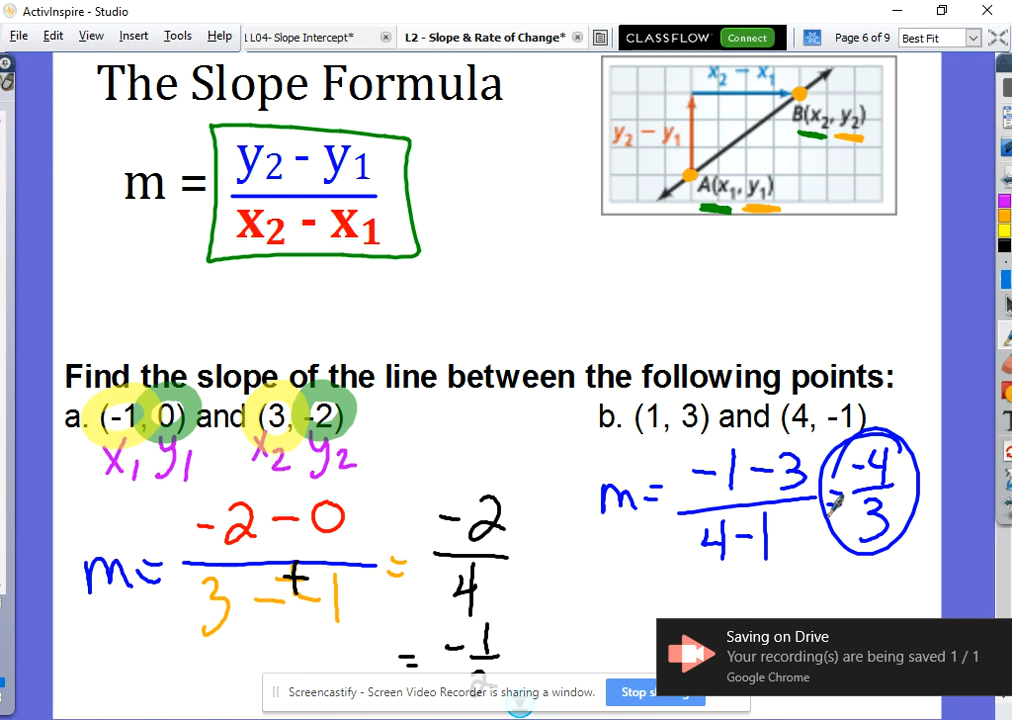 ActivInspire - Studio
File Edit View Insert Tools Help
1 L04- Slope Intercept* L2 - Slope & Rate of Change* CLASSFLOW Connect Page 6 of 9 Best Fit
The Slope Formula
m = y₂ - y₁ / x₂ - x₁
x₂ - x₁
B(x₂, y₂)
y₂ - y₁
A(x₁, y₁)
Find the slope of the line between the following points:
a. (-1, 0) and (3, -2)
x₁ y₁ x₂ y₂
m = -2 - 0 / 3 - + -1 = -2 / 4
= -1 / 2
b. (1, 3) and (4, -1)
m = -1 - 3 / 4 - 1 = -4 / 3
Saving on Drive
Your recording(s) are being saved 1 / 1
Google Chrome
Screencastify - Screen Video Recorder is sharing a window.
Stop